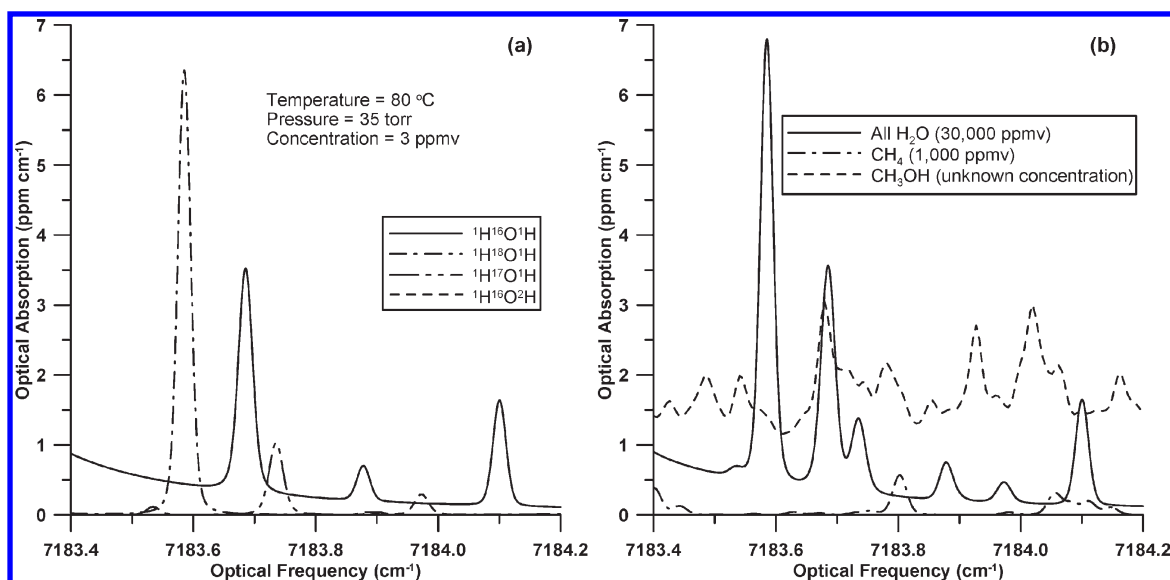 (a)
Temperature = 80 °C
Pressure = 35 torr
Concentration = 3 ppmv
¹H¹⁶O¹H
¹H¹⁸O¹H
¹H¹⁷O¹H
¹H¹⁶O²H
7
6
5
4
3
2
1
0
Optical Absorption (ppm cm⁻¹)
7183.4 7183.6 7183.8 7184.0 7184.2
Optical Frequency (cm⁻¹)
(b)
All H₂O (30,000 ppmv)
CH₄ (1,000 ppmv)
CH₃OH (unknown concentration)
7
6
5
4
3
2
1
0
Optical Absorption (ppm cm⁻¹)
7183.4 7183.6 7183.8 7184.0 7184.2
Optical Frequency (cm⁻¹)